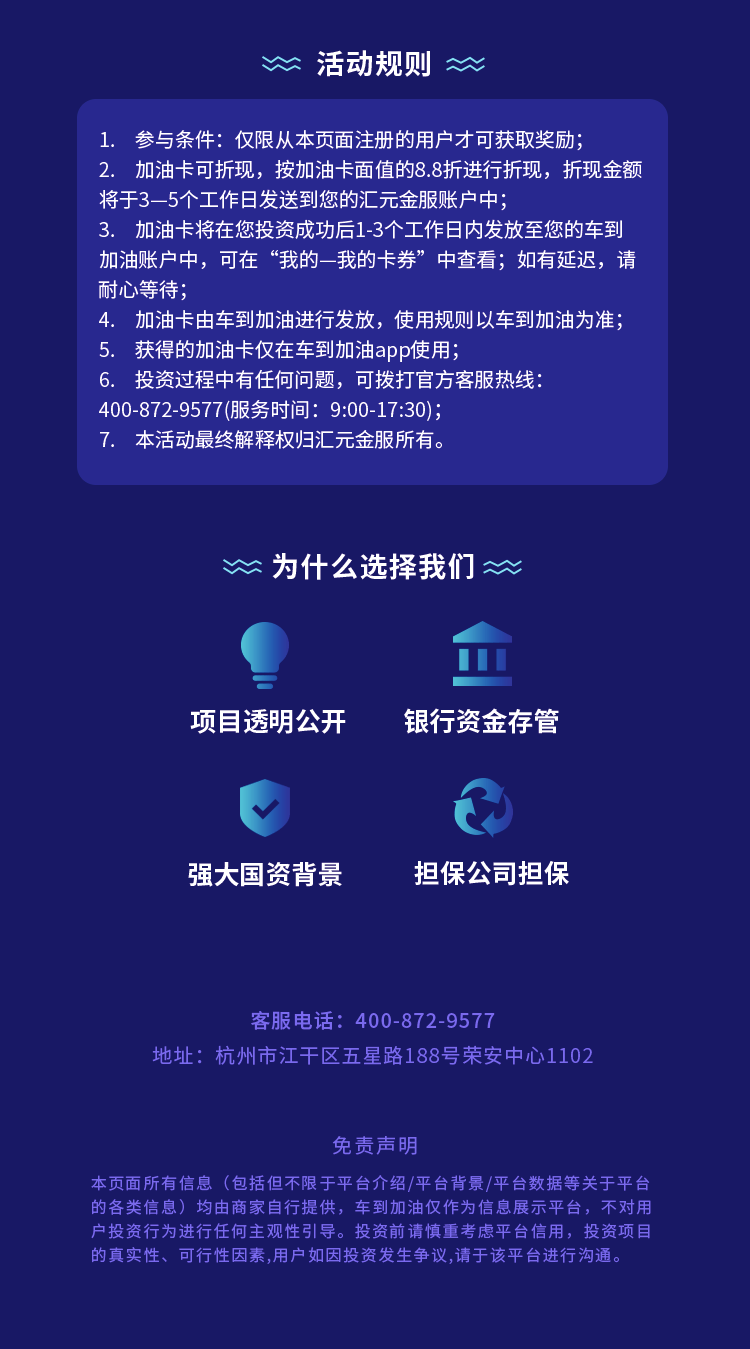 活动规则
1. 参与条件：仅限从本页面注册的用户才可获取奖励；
2. 加油卡可折现，按加油卡面值的8.8折进行折现，折现金额
将于3—5个工作日发送到您的汇元金服账户中；
3. 加油卡将在您投资成功后1-3个工作日内发放至您的车到
加油账户中，可在“我的—我的卡券”中查看；如有延迟，请
耐心等待；
4. 加油卡由车到加油进行发放，使用规则以车到加油为准；
5. 获得的加油卡仅在车到加油app使用；
6. 投资过程中有任何问题，可拨打官方客服热线：
400-872-9577(服务时间：9:00-17:30)；
7. 本活动最终解释权归汇元金服所有。
为什么选择我们
项目透明公开
银行资金存管
强大国资背景
担保公司担保
客服电话：400-872-9577
地址：杭州市江干区五星路188号荣安中心1102
免责声明
本页面所有信息（包括但不限于平台介绍/平台背景/平台数据等关于平台
的各类信息）均由商家自行提供，车到加油仅作为信息展示平台，不对用
户投资行为进行任何主观性引导。投资前请慎重考虑平台信用，投资项目
的真实性、可行性因素,用户如因投资发生争议,请于该平台进行沟通。